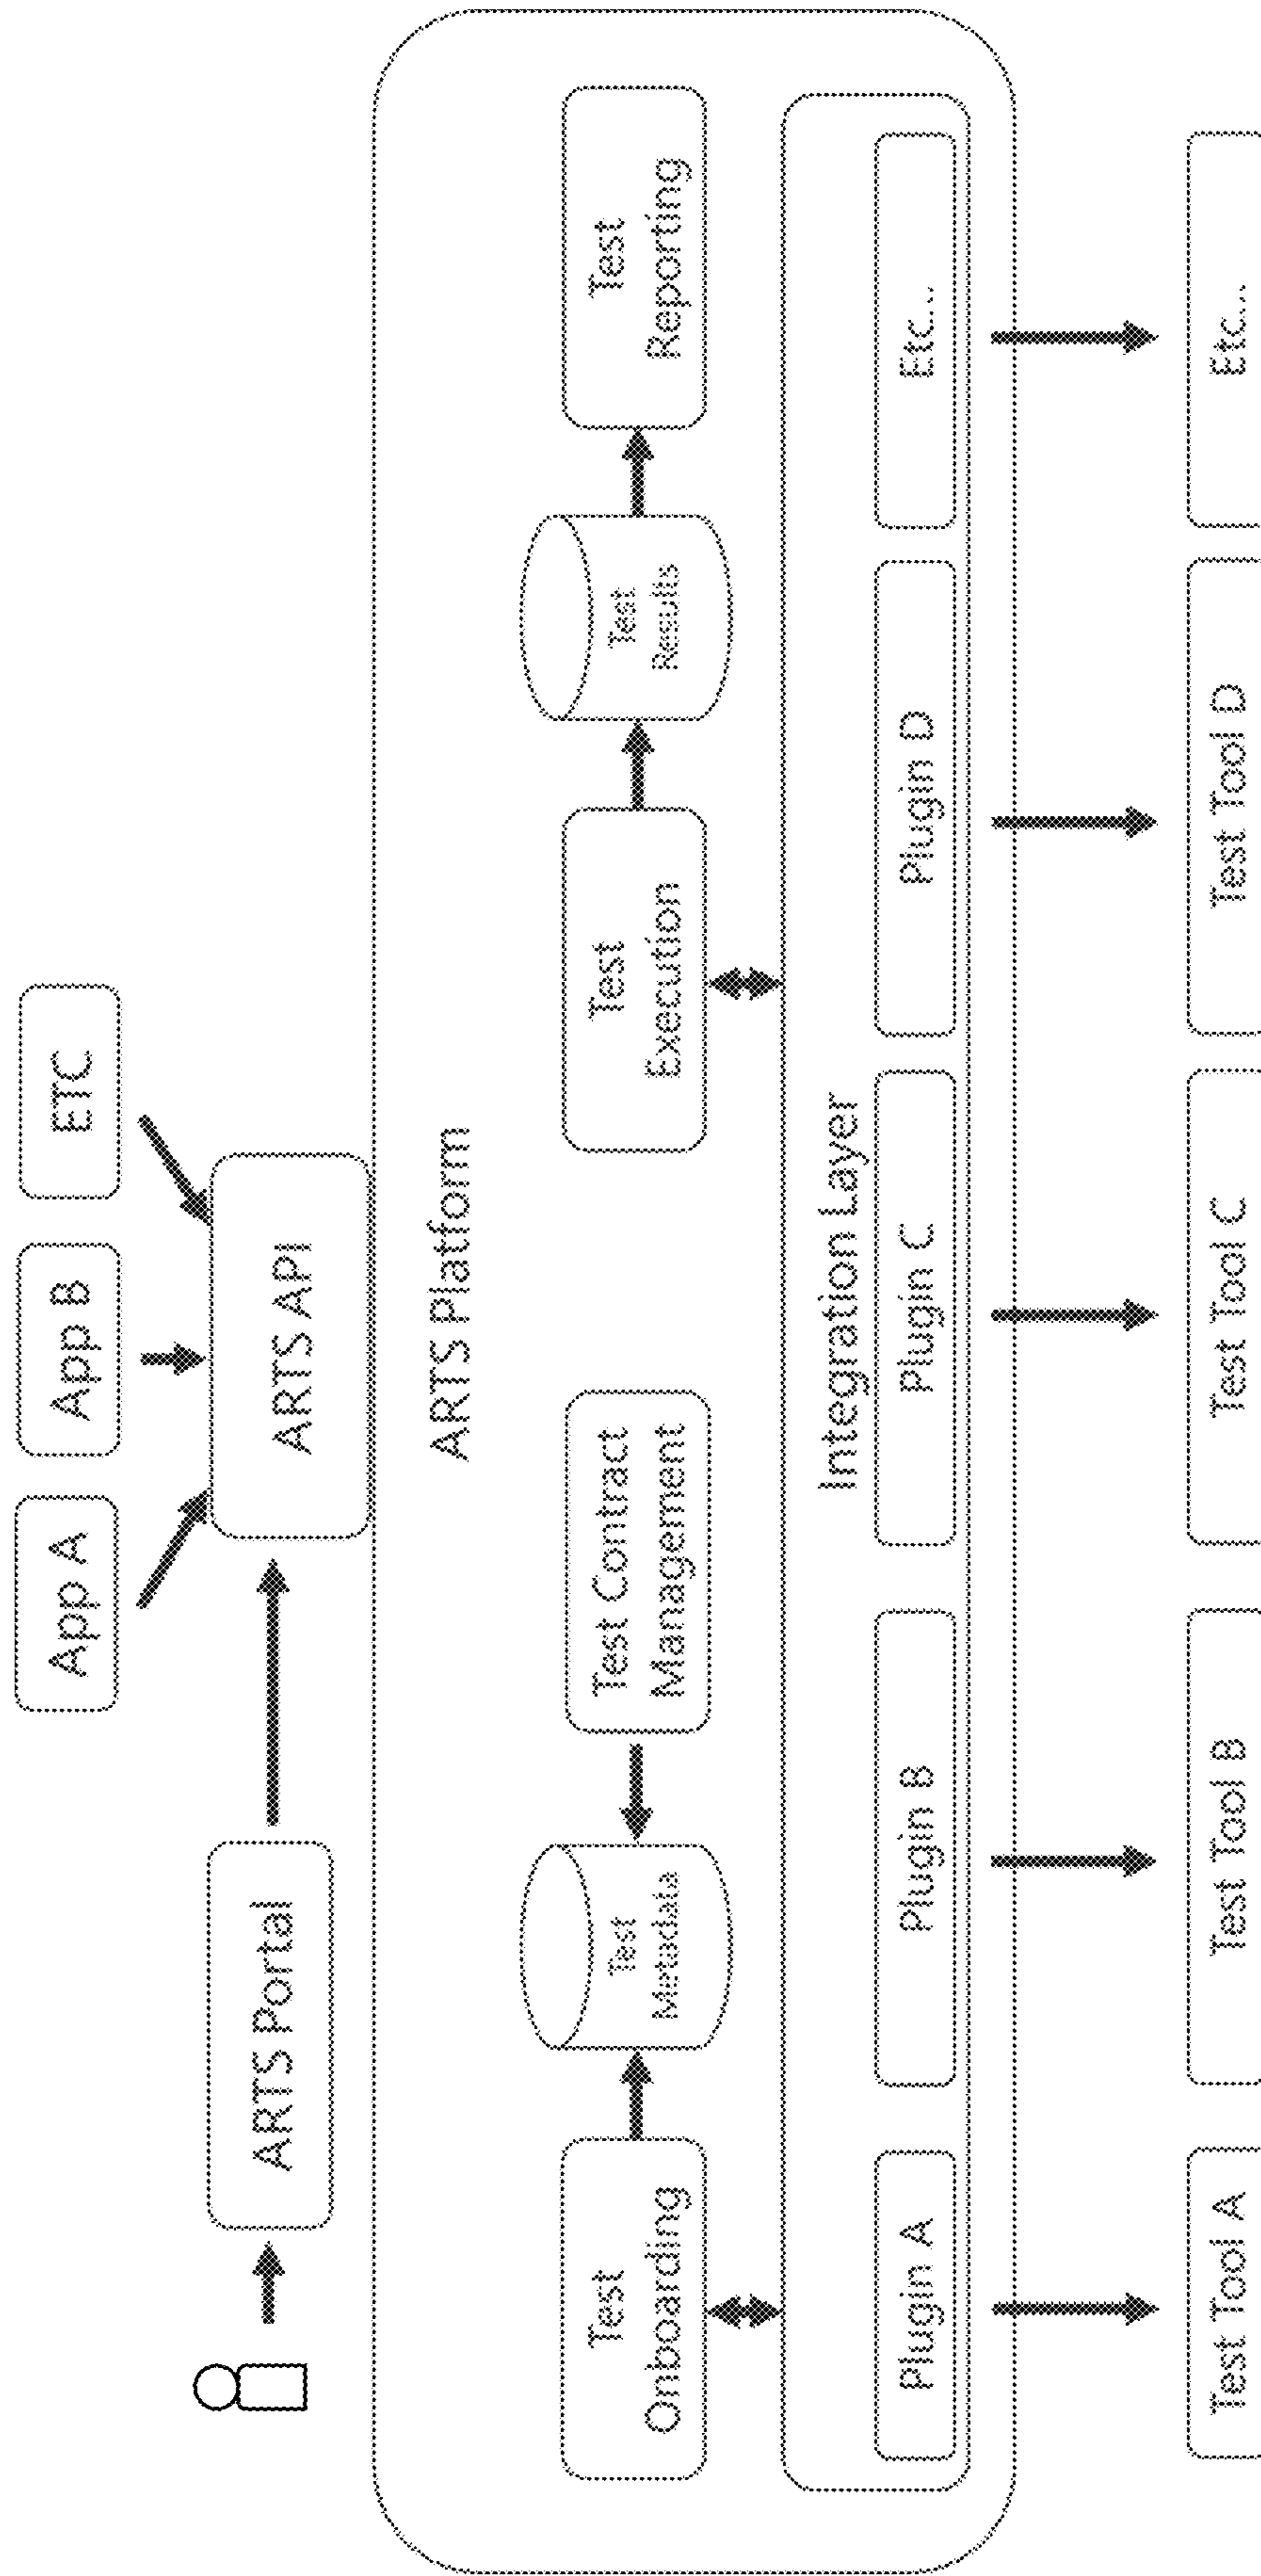 App A
App B
ETC
ARTS Portal
ARTS API
ARTS Platform
Test
Onboarding
Test
Metadata
Test Contract
Management
Test
Execution
Test
Results
Test
Reporting
Integration Layer
Plugin A
Plugin B
Plugin C
Plugin D
Etc...
Test Tool A
Test Tool B
Test Tool C
Test Tool D
Etc...